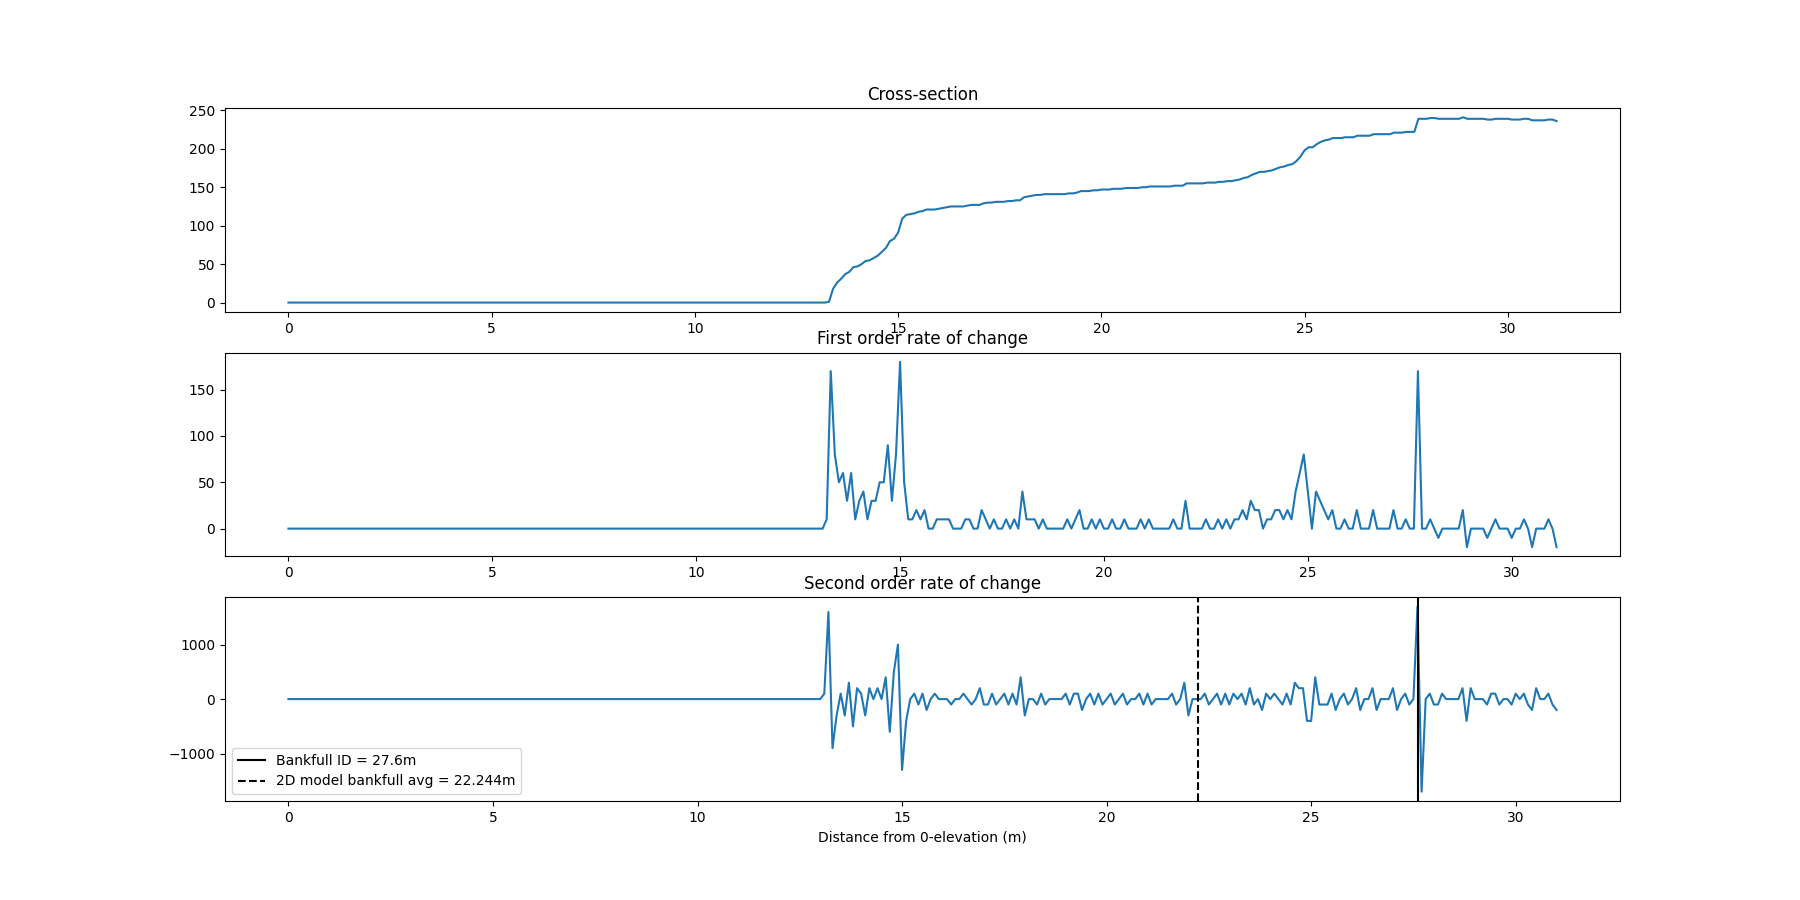 Cross-section
250
200
150
100
50
0
0 5 10 15 20 25 30
First order rate of change
150
100
50
0
0 5 10 15 20 25 30
Second order rate of change
1000
0
−1000
Bankfull ID = 27.6m
2D model bankfull avg = 22.244m
0 5 10 15 20 25 30
Distance from 0-elevation (m)